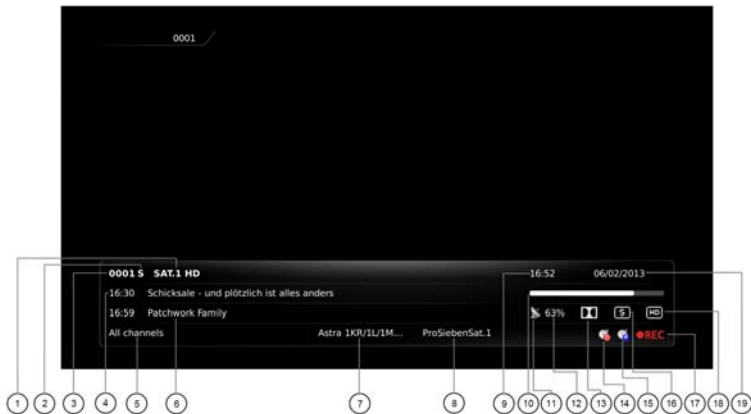 0001
0001 S SAT.1 HD 16:52 06/02/2013
16:30 Schicksale - und plötzlich ist alles anders
16:59 Patchwork Family 63% S HD
All channels Astra 1KR/1L/1M... ProSiebenSat.1 REC
1 2 3 4 5 6 7 8 9 10 11 12 13 14 15 16 17 18 19